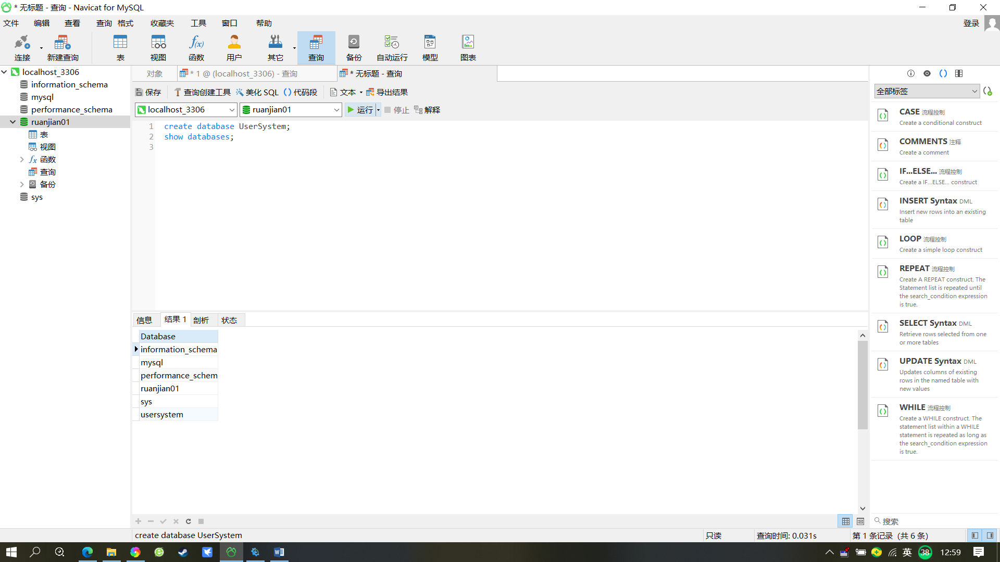 * 无标题 - 查询 - Navicat for MySQL
文件 编辑 查看 查询 格式 收藏夹 工具 窗口 帮助 登录
连接 新建查询 表 视图 函数 用户 其它 查询 备份 自动运行 模型 图表
localhost_3306
information_schema
mysql
performance_schema
ruanjian01
表
视图
函数
查询
备份
sys
对象 * 1 @ (localhost_3306) - 查询 * 无标题 - 查询
保存 查询创建工具 美化 SQL 代码段 文本 导出结果
localhost_3306 ruanjian01 运行 停止 解释
1 create database UserSystem;
2 show databases;
3
信息 结果 1 剖析 状态
Database
information_schema
mysql
performance_schem
ruanjian01
sys
usersystem
全部标签
CASE 流程控制
Create a conditional construct
COMMENTS 注释
Create a comment
IF...ELSE... 流程控制
Create a IF...ELSE... construct
INSERT Syntax DML
Insert new rows into an existing
table
LOOP 流程控制
Create a simple loop construct
REPEAT 流程控制
Create A REPEAT construct. The
Statement list is repeated until
the search_condition expression
is true.
SELECT Syntax DML
Retrieve rows selected from one
or more tables
UPDATE Syntax DML
Updates columns of existing
rows in the named table with
new values
WHILE 流程控制
Create a WHILE construct. The
statement list within a WHILE
statement is repeated as long as
the search_condition expression
is true.
搜索
create database UserSystem 只读 查询时间: 0.031s 第 1 条记录 (共 6 条)
英 38 12:59